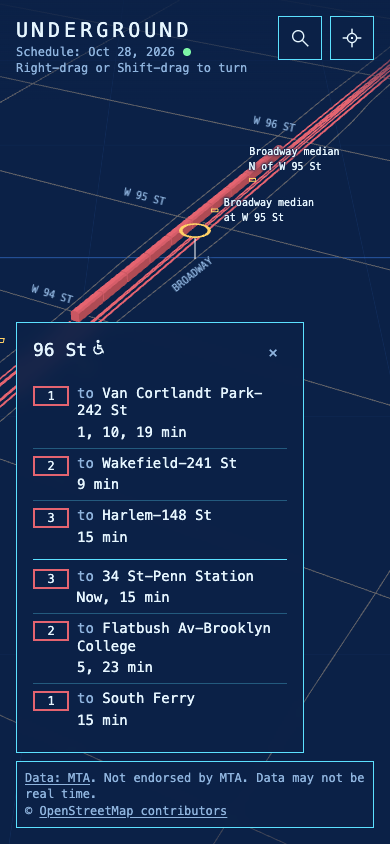 UNDERGROUND
Schedule: Oct 28, 2026
Right-drag or Shift-drag to turn
W 96 ST
Broadway median
N of W 95 St
W 95 ST
Broadway median
at W 95 St
BROADWAY
W 94 ST
96 St
×
1 to Van Cortlandt Park-
242 St
1, 10, 19 min
2 to Wakefield-241 St
9 min
3 to Harlem-148 St
15 min
3 to 34 St-Penn Station
Now, 15 min
2 to Flatbush Av-Brooklyn
College
5, 23 min
1 to South Ferry
15 min
Data: MTA. Not endorsed by MTA. Data may not be
real time.
© OpenStreetMap contributors